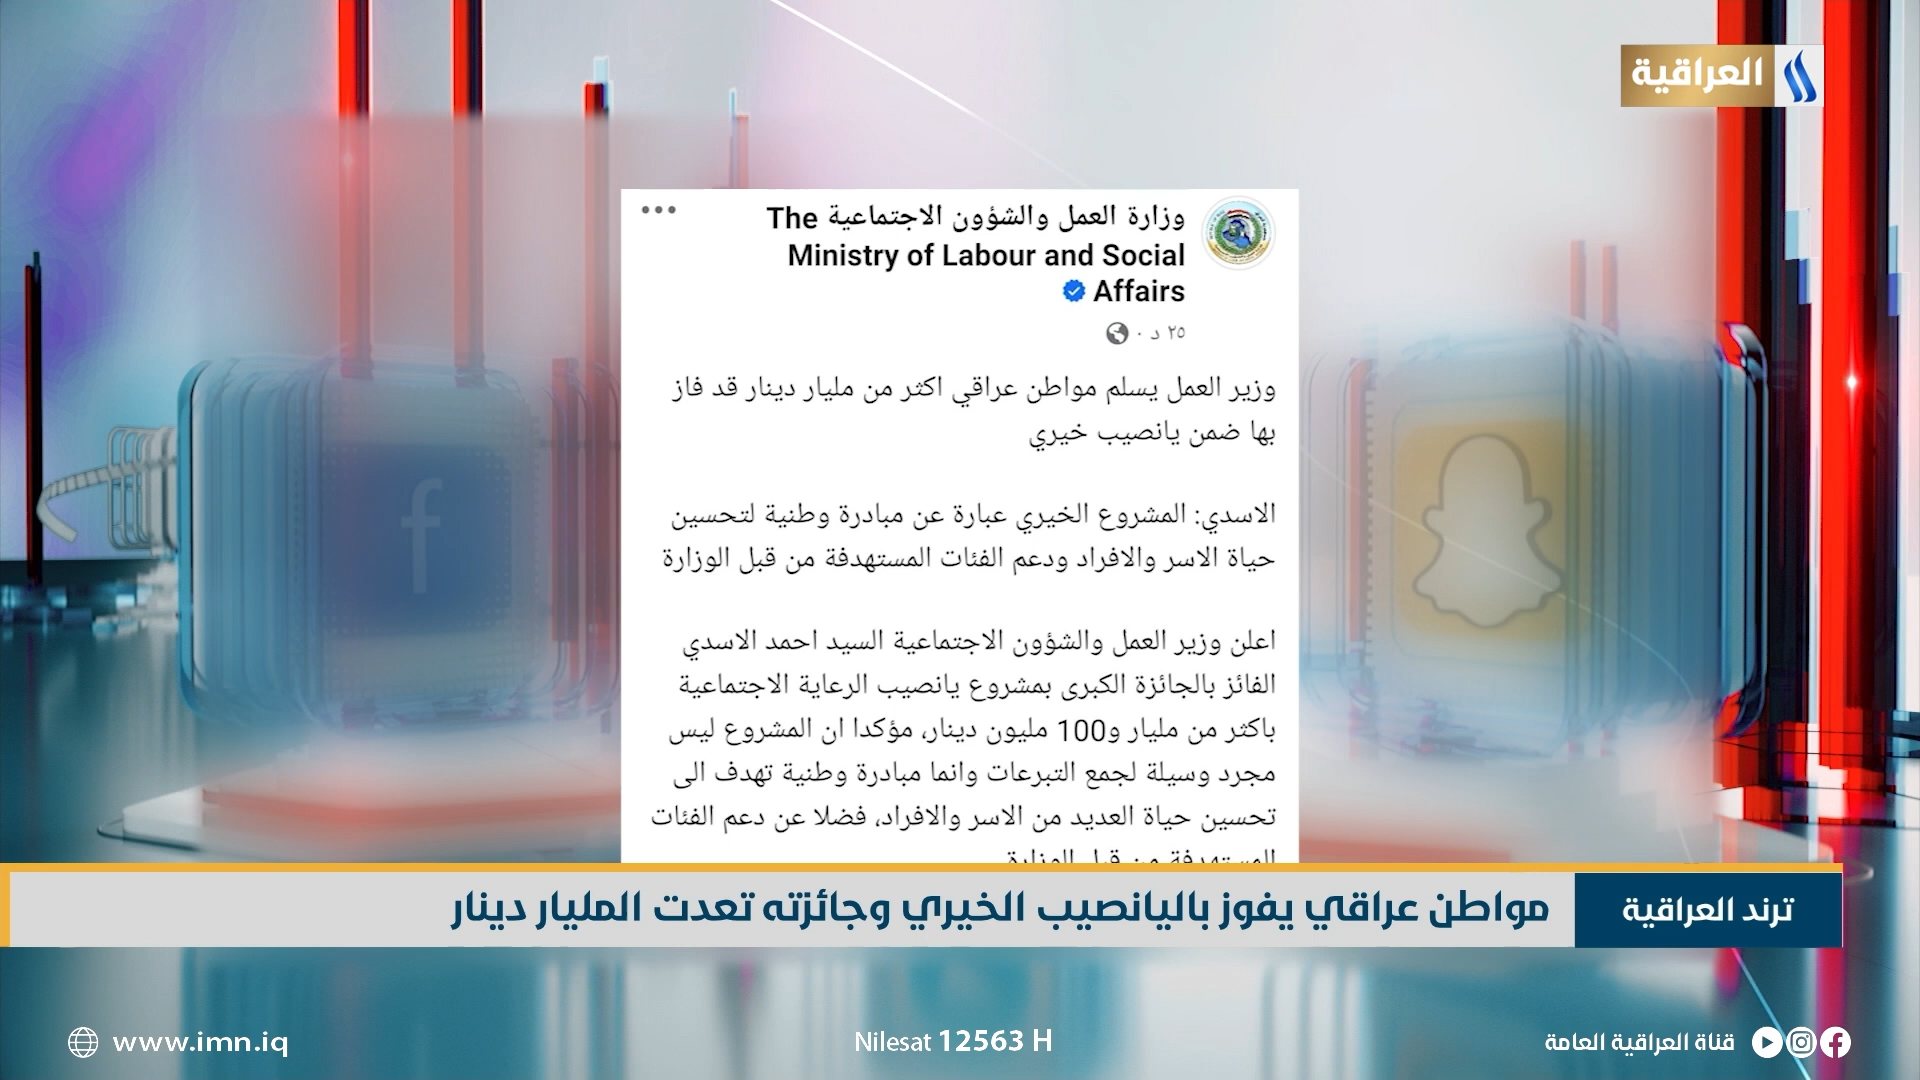 العراقية
وزارة العمل والشؤون الاجتماعية The
Ministry of Labour and Social
Affairs
٢٥ د ·
وزير العمل يسلم مواطن عراقي اكثر من مليار دينار قد فاز
بها ضمن يانصيب خيري
الاسدي: المشروع الخيري عبارة عن مبادرة وطنية لتحسين
حياة الاسر والافراد ودعم الفئات المستهدفة من قبل الوزارة
اعلن وزير العمل والشؤون الاجتماعية السيد احمد الاسدي
الفائز بالجائزة الكبرى بمشروع يانصيب الرعاية الاجتماعية
باكثر من مليار و100 مليون دينار، مؤكدا ان المشروع ليس
مجرد وسيلة لجمع التبرعات وانما مبادرة وطنية تهدف الى
تحسين حياة العديد من الاسر والافراد، فضلا عن دعم الفئات
المستهدفة من قبل الوزارة
ترند العراقية
مواطن عراقي يفوز باليانصيب الخيري وجائزته تعدت المليار دينار
www.imn.iq
Nilesat 12563 H
قناة العراقية العامة